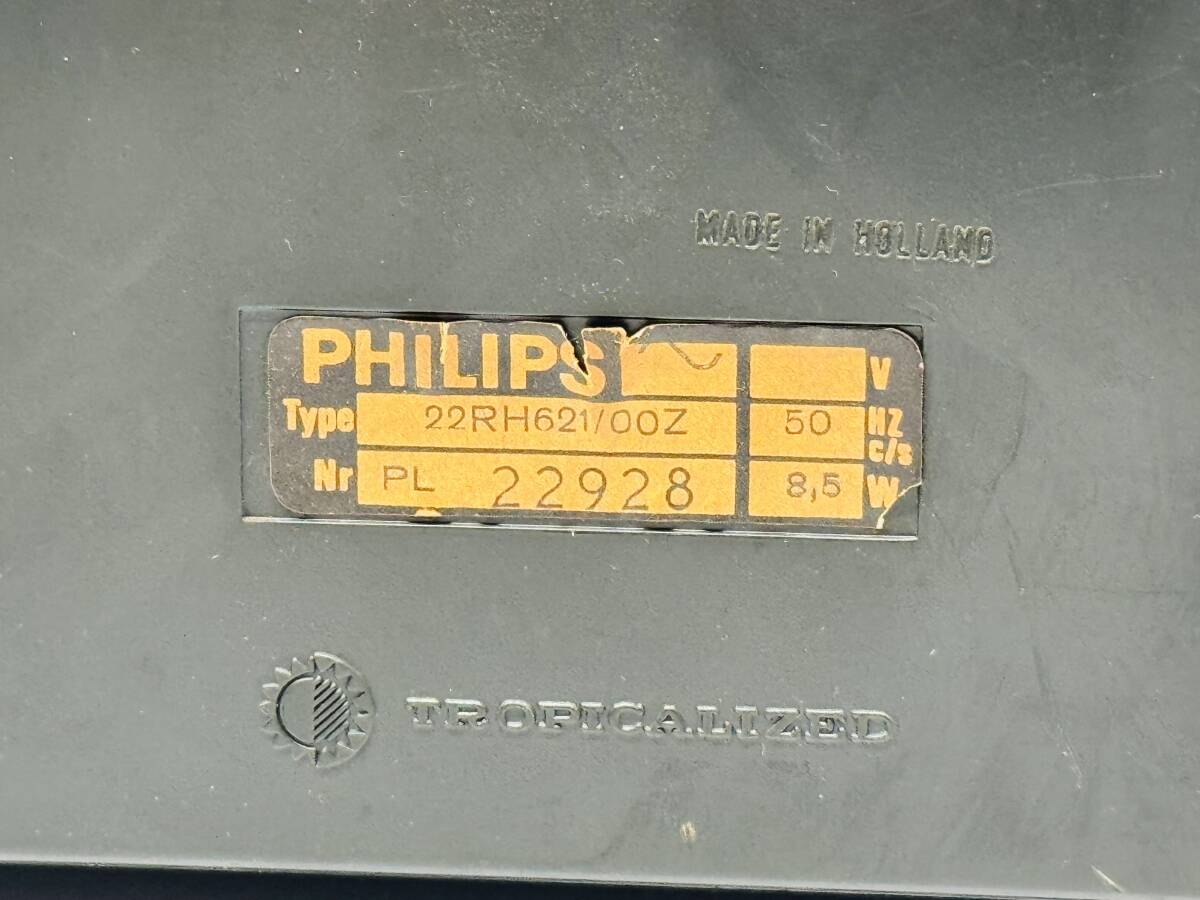 MADE IN HOLLAND
PHILIPS V
Type 22RH621/00Z 50 HZ c/s
Nr PL 22928 8,5 W
TROPICALIZED